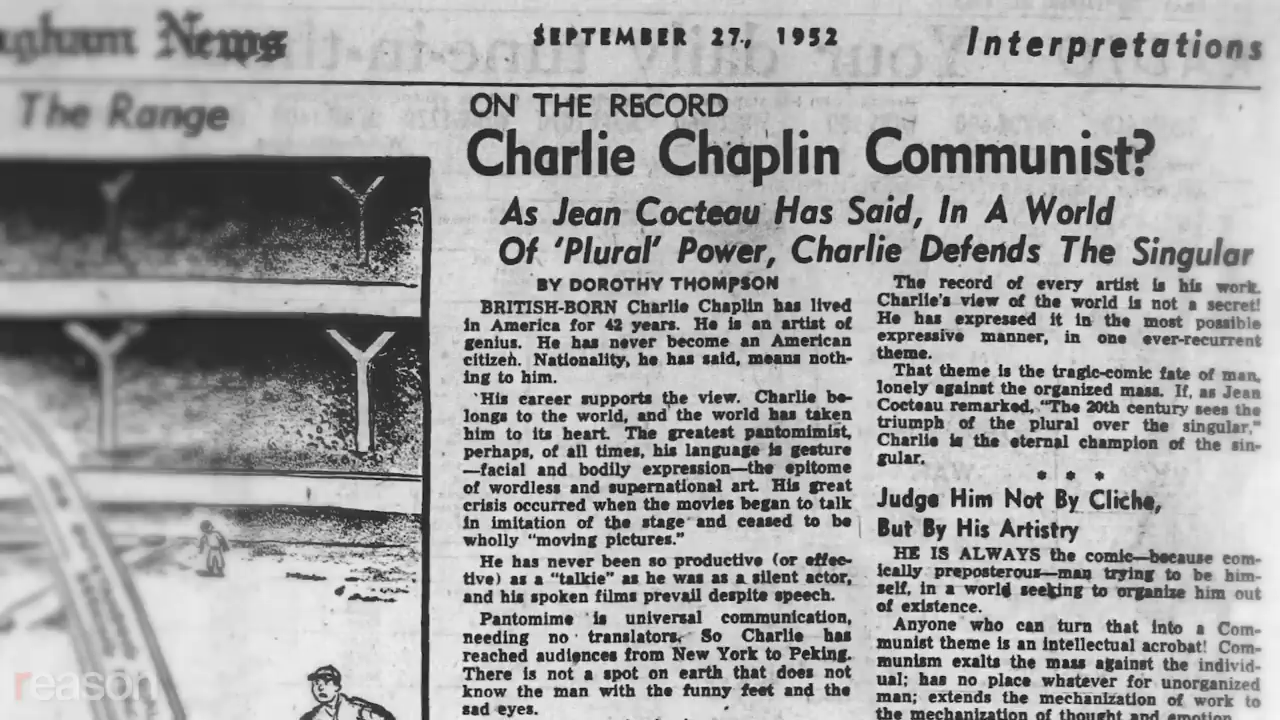 News
SEPTEMBER 27, 1952
Interpretations
The Range
ON THE RECORD
Charlie Chaplin Communist?
As Jean Cocteau Has Said, In A World
Of 'Plural' Power, Charlie Defends The Singular
BY DOROTHY THOMPSON
BRITISH-BORN Charlie Chaplin has lived
in America for 42 years. He is an artist of
genius. He has never become an American
citizen. Nationality, he has said, means noth-
ing to him.
'His career supports the view. Charlie be-
longs to the world, and the world has taken
him to its heart. The greatest pantomimist,
perhaps, of all times, his language is gesture
—facial and bodily expression—the epitome
of wordless and supernational art. His great
crisis occurred when the movies began to talk
in imitation of the stage and ceased to be
wholly "moving pictures."
He has never been so productive (or effec-
tive) as a "talkie" as he was as a silent actor,
and his spoken films prevail despite speech.
Pantomime is universal communication,
needing no translators. So Charlie has
reached audiences from New York to Peking.
There is not a spot on earth that does not
know the man with the funny feet and the
sad eyes.
The record of every artist is his work.
Charlie's view of the world is not a secret!
He has expressed it in the most possible
expressive manner, in one ever-recurrent
theme.
That theme is the tragic-comic fate of man,
lonely against the organized mass. If, as Jean
Cocteau remarked, "The 20th century sees the
triumph of the plural over the singular,"
Charlie is the eternal champion of the sin-
gular.
* * *
Judge Him Not By Cliche,
But By His Artistry
HE IS ALWAYS the comic—because com-
ically preposterous—man trying to be him-
self, in a world seeking to organize him out
of existence.
Anyone who can turn that into a Com-
munist theme is an intellectual acrobat! Com-
munism exalts the mass against the individ-
ual; has no place whatever for unorganized
man; extends the mechanization of work to
the mechanization of thought and emotion,
reason